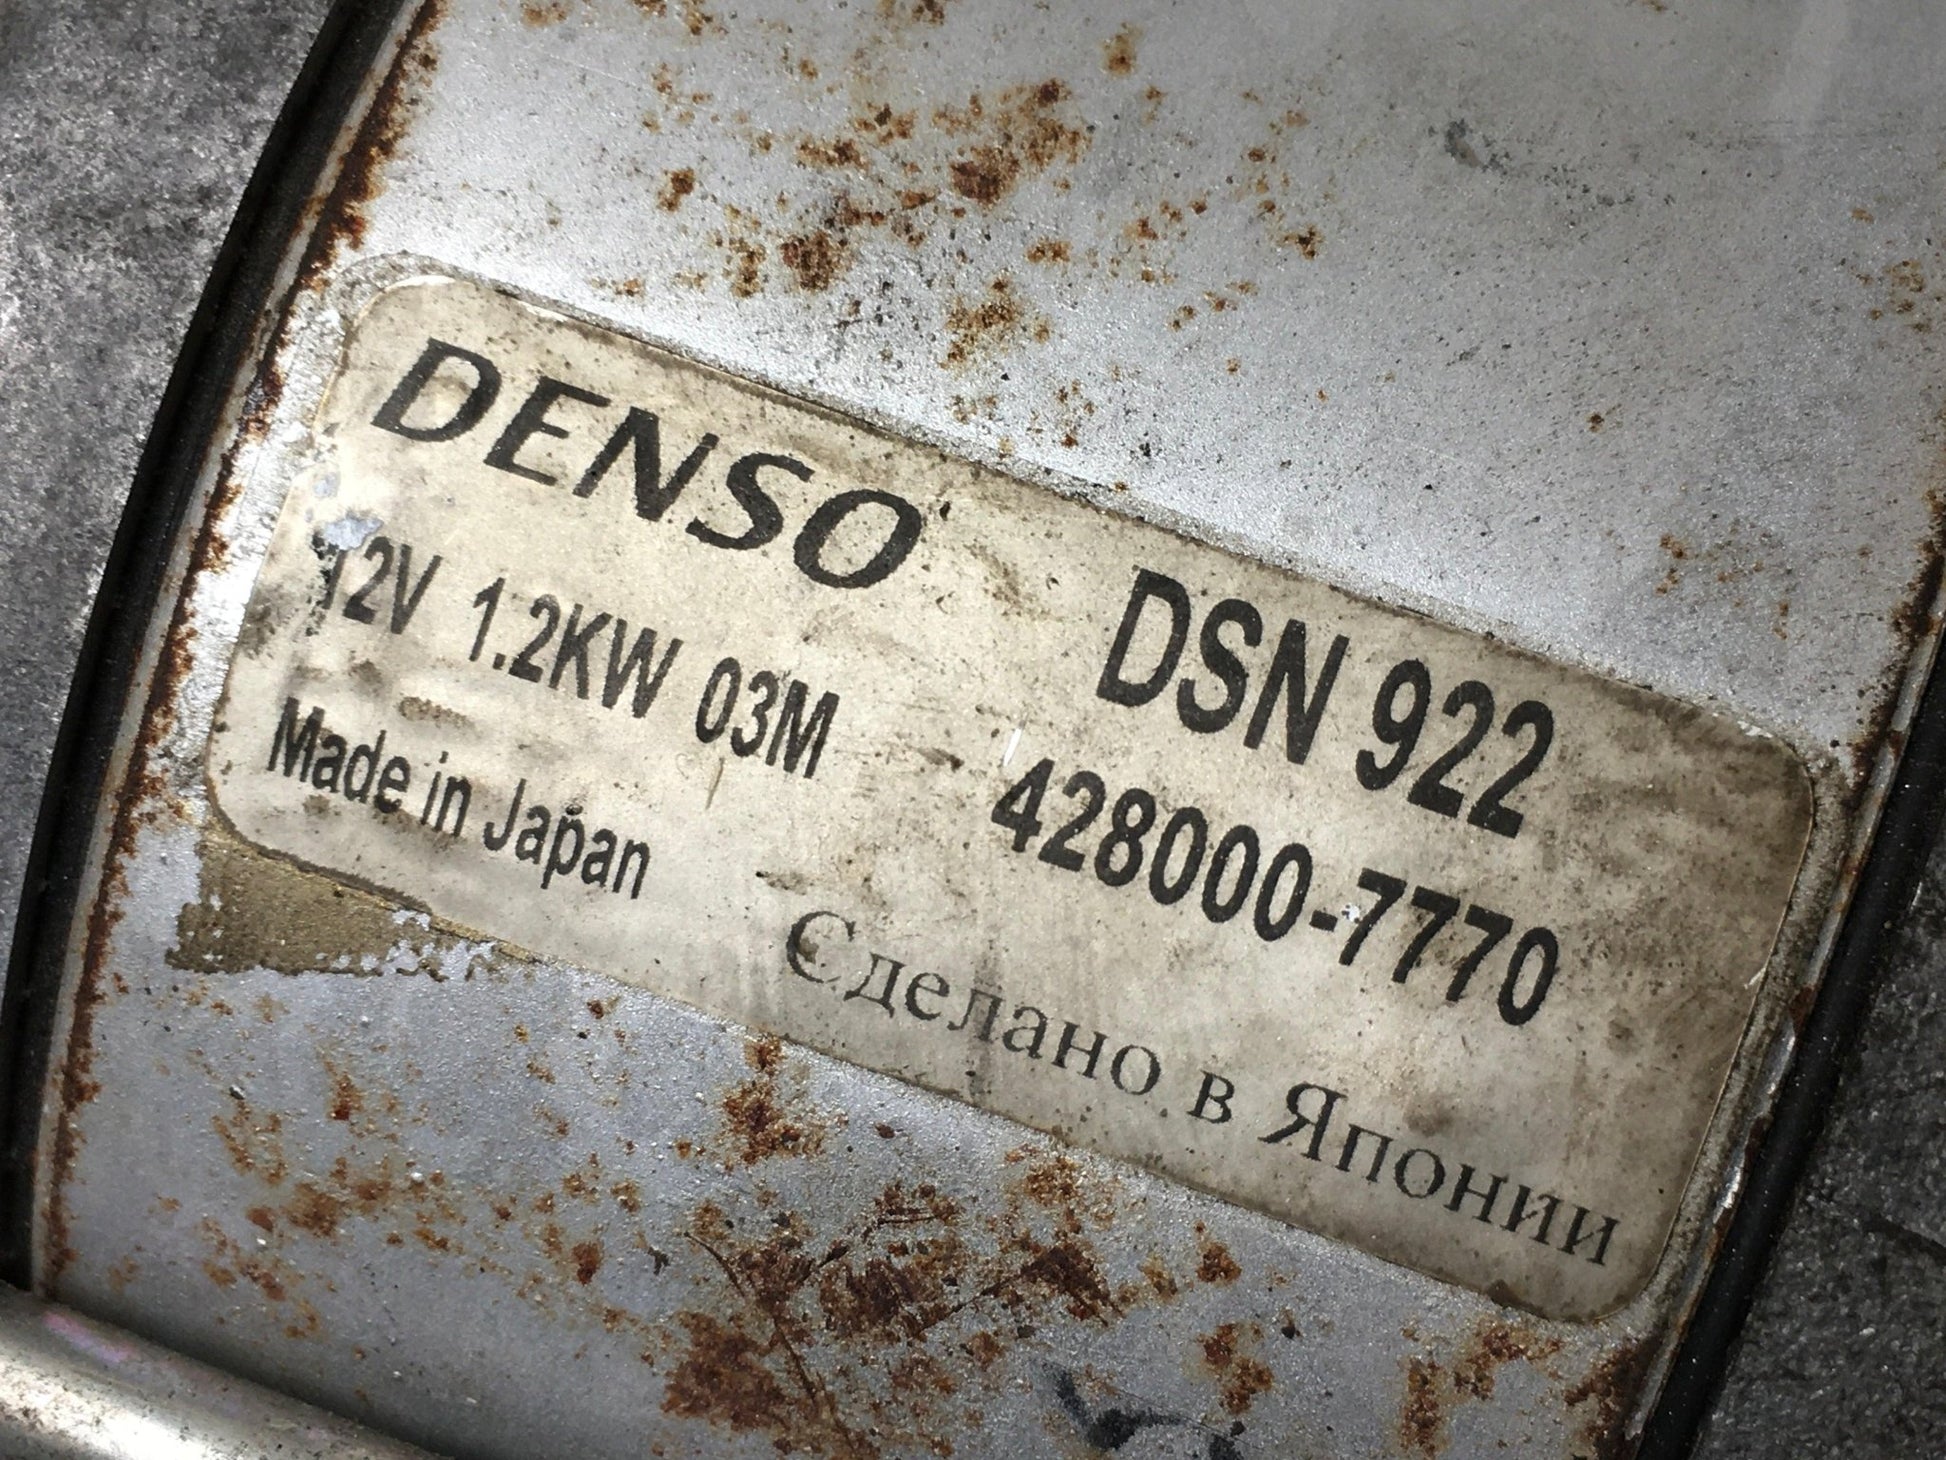 DENSO DSN 922
12V 1.2KW 03M 428000-7770
Made in Japan Сделано в Японии